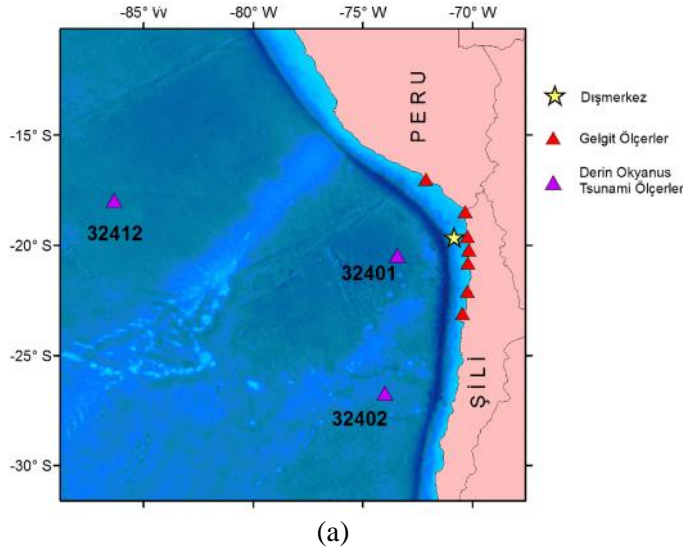 -85° W -80° W -75° W -70° W
-15° S
-20° S
-25° S
-30° S
PERU
ŞİLİ
32412
32401
32402
Dışmerkez
Gelgit Ölçerler
Derin Okyanus
Tsunami Ölçerler
(a)